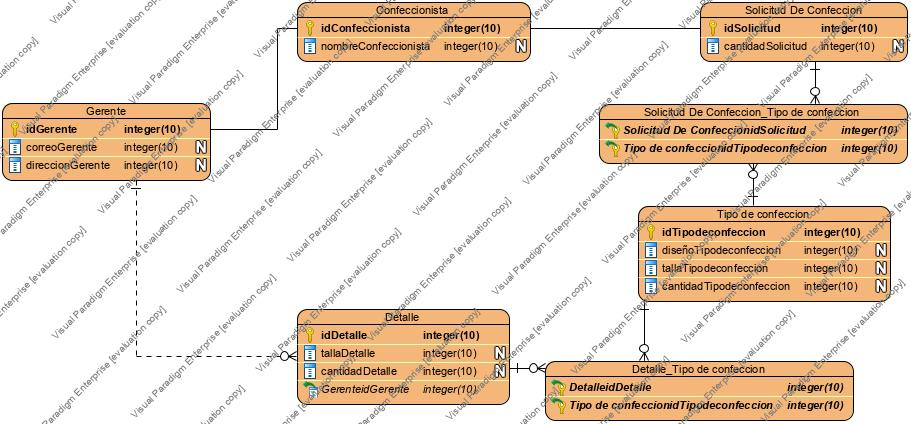 Confeccionista
idConfeccionista integer(10)
nombreConfeccionista integer(10) N
Solicitud De Confeccion
idSolicitud integer(10)
cantidadSolicitud integer(10) N
Gerente
idGerente integer(10)
correoGerente integer(10) N
direccionGerente integer(10) N
Solicitud De Confeccion_Tipo de confeccion
Solicitud De ConfeccionidSolicitud integer(10)
Tipo de confeccionidTipodeconfeccion integer(10)
Tipo de confeccion
idTipodeconfeccion integer(10)
diseñoTipodeconfeccion integer(10) N
tallaTipodeconfeccion integer(10) N
cantidadTipodeconfeccion integer(10) N
Detalle
idDetalle integer(10)
tallaDetalle integer(10) N
cantidadDetalle integer(10) N
GerenteidGerente integer(10)
Detalle_Tipo de confeccion
DetalleidDetalle integer(10)
Tipo de confeccionidTipodeconfeccion integer(10)
Visual Paradigm Enterprise [evaluation copy]